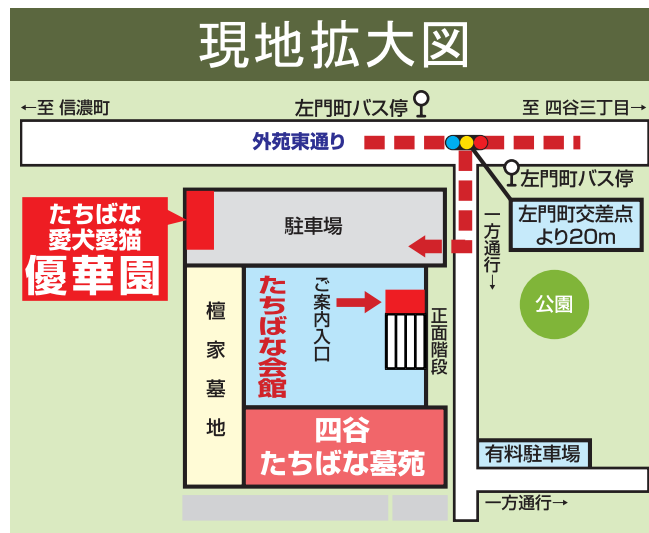 現地拡大図
←至 信濃町
左門町バス停
至 四谷三丁目→
外苑東通り
左門町バス停
左門町交差点
より20m
たちばな
愛犬愛猫
優華園
駐車場
一方通行→
公園
檀家墓地
たちばな会館
ご案内入口
正面階段
四谷
たちばな墓苑
有料駐車場
一方通行→